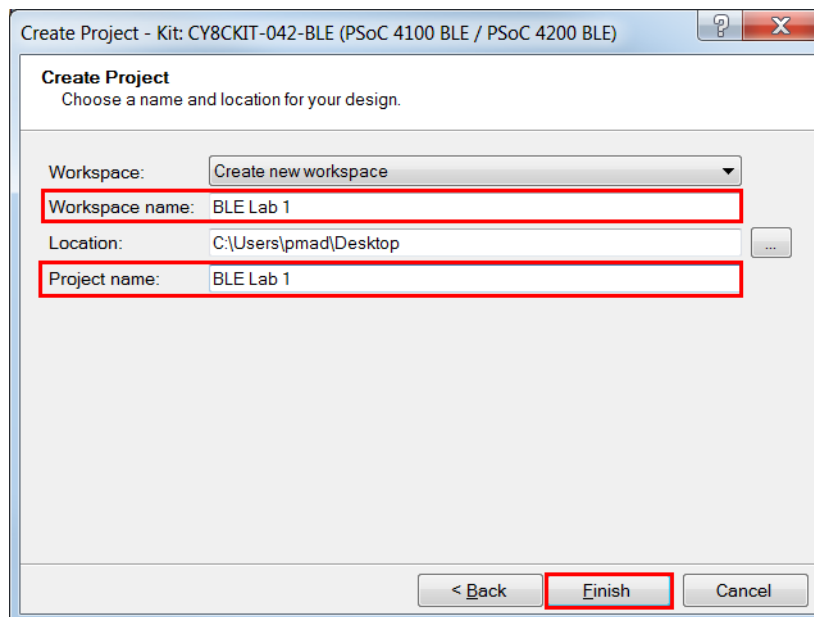 Create Project - Kit: CY8CKIT-042-BLE (PSoC 4100 BLE / PSoC 4200 BLE)
Create Project
Choose a name and location for your design.
Workspace: Create new workspace
Workspace name: BLE Lab 1
Location: C:\Users\pmad\Desktop ...
Project name: BLE Lab 1
< Back Finish Cancel